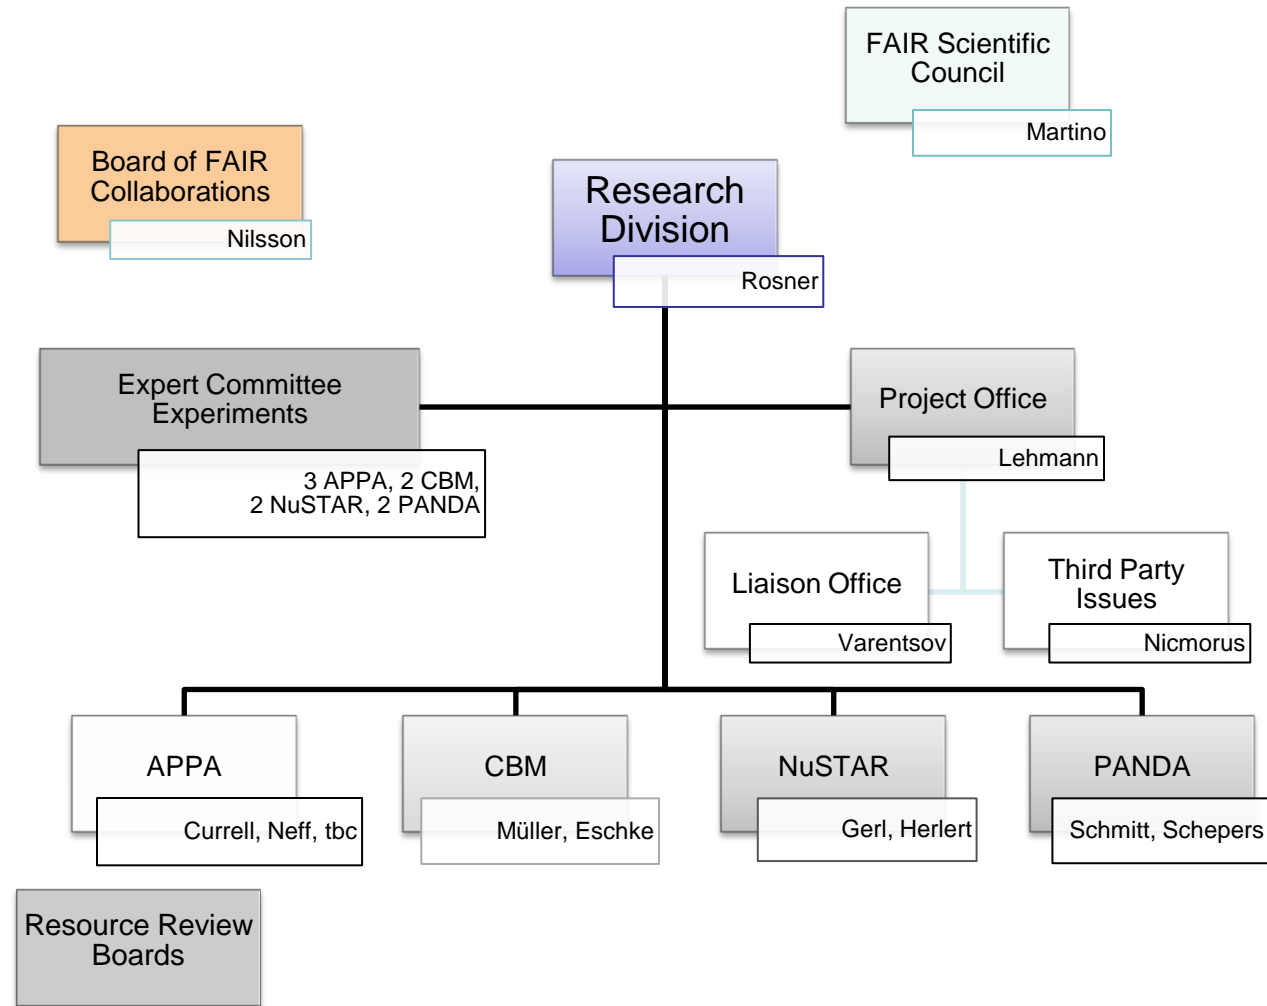 FAIR Scientific
Council
Martino
Board of FAIR
Collaborations
Nilsson
Research
Division
Rosner
Expert Committee
Experiments
3 APPA, 2 CBM,
2 NuSTAR, 2 PANDA
Project Office
Lehmann
Liaison Office
Varentsov
Third Party
Issues
Nicmorus
APPA
Currell, Neff, tbc
CBM
Müller, Eschke
NuSTAR
Gerl, Herlert
PANDA
Schmitt, Schepers
Resource Review
Boards